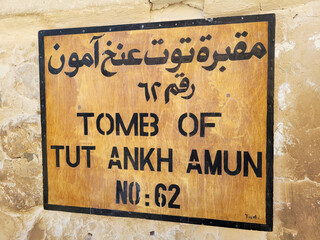 مقبرة توت عنخ آمون
رقم ٦٢
TOMB OF
TUT ANKH AMUN
NO: 62